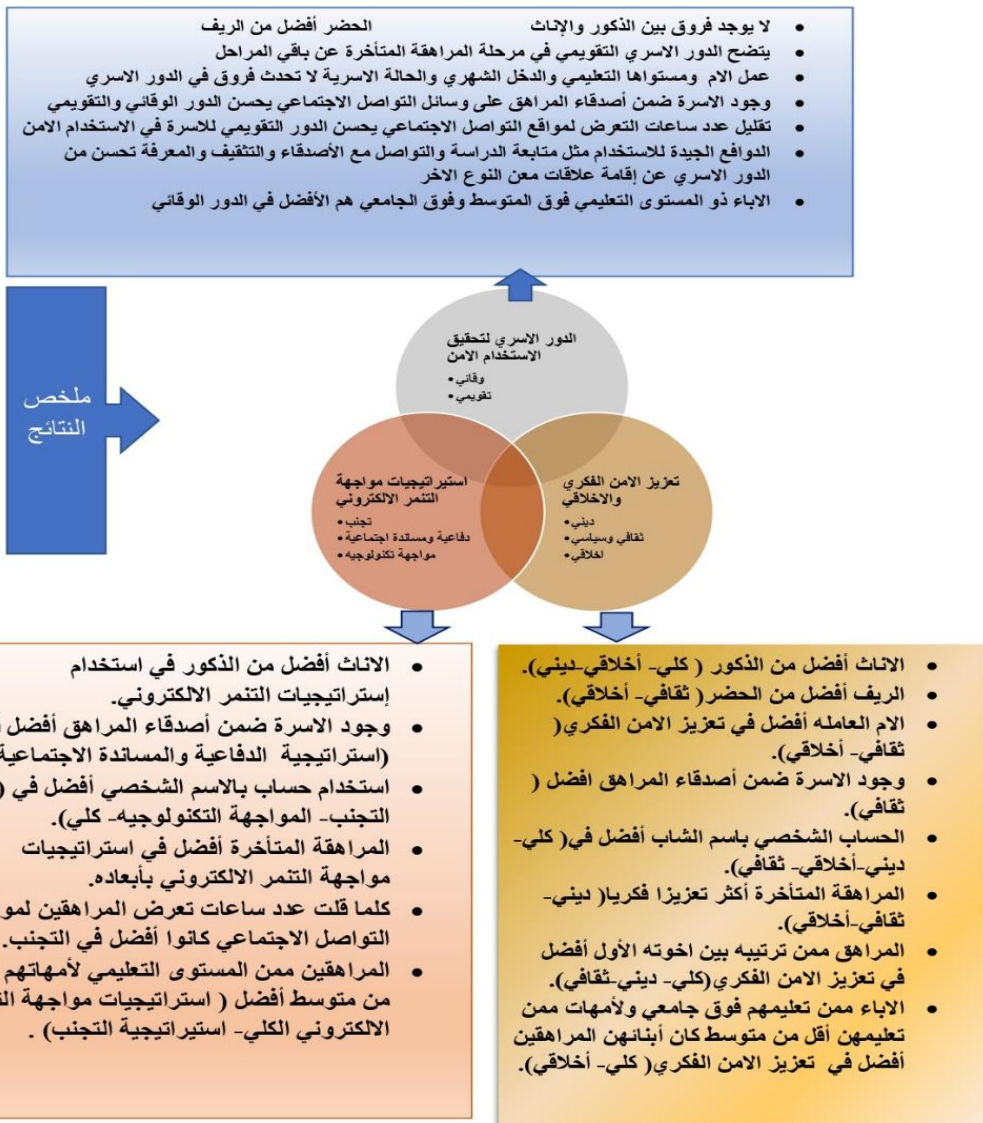 لا يوجد فروق بين الذكور والإناث الحضر أفضل من الريف
يتضح الدور الاسري التقويمي في مرحلة المراهقة المتأخرة عن باقي المراحل
عمل الام ومستواها التعليمي والدخل الشهري والحالة الاسرية لا تحدث فروق في الدور الاسري
وجود الاسرة ضمن أصدقاء المراهق على وسائل التواصل الاجتماعي يحسن الدور الوقائي والتقويمي
تقليل عدد ساعات التعرض لمواقع التواصل الاجتماعي يحسن الدور التقويمي للاسرة في الاستخدام الامن
الدوافع الجيدة للاستخدام مثل متابعة الدراسة والتواصل مع الأصدقاء والتثقيف والمعرفة تحسن من
الدور الاسري عن إقامة علاقات معن النوع الاخر
الاباء ذو المستوى التعليمي فوق المتوسط وفوق الجامعي هم الأفضل في الدور الوقائي
ملخص
النتائج
الدور الاسري لتحقيق
الاستخدام الامن
وقائي
تقويمي
تعزيز الامن الفكري
والاخلاقي
ديني
ثقافي وسياسي
اخلاقي
استيراتيجيات مواجهة
التنمر الالكتروني
تجنب
دفاعية ومساندة اجتماعية
مواجهة تكنولوجيه
الاناث أفضل من الذكور ( كلي- أخلاقي-ديني).
الريف أفضل من الحضر( ثقافي- أخلاقي).
الام العامله أفضل في تعزيز الامن الفكري(
ثقافي- أخلاقي).
وجود الاسرة ضمن أصدقاء المراهق افضل (
ثقافي).
الحساب الشخصي باسم الشاب أفضل في( كلي-
ديني-أخلاقي- ثقافي).
المراهقة المتأخرة أكثر تعزيزا فكريا( ديني-
ثقافي-أخلاقي).
المراهق ممن ترتيبه بين اخوته الأول أفضل
في تعزيز الامن الفكري(كلي- ديني-ثقافي).
الاباء ممن تعليمهم فوق جامعي ولأمهات ممن
تعليمهن أقل من متوسط كان أبنائهن المراهقين
أفضل في تعزيز الامن الفكري( كلي- أخلاقي).
الاناث أفضل من الذكور في استخدام
إستراتيجيات التنمر الالكتروني.
وجود الاسرة ضمن أصدقاء المراهق أفضل
(استراتيجية الدفاعية والمساندة الاجتماعية
استخدام حساب بالاسم الشخصي أفضل في (
التجنب- المواجهة التكنولوجيه- كلي).
المراهقة المتأخرة أفضل في استراتيجيات
مواجهة التنمر الالكتروني بأبعاده.
كلما قلت عدد ساعات تعرض المراهقين
التواصل الاجتماعي كانوا أفضل في التجنب.
المراهقين ممن المستوى التعليمي لأمهاتهم
من متوسط أفضل ( استراتيجيات مواجهة
الالكتروني الكلي- استيراتيجية التجنب) .